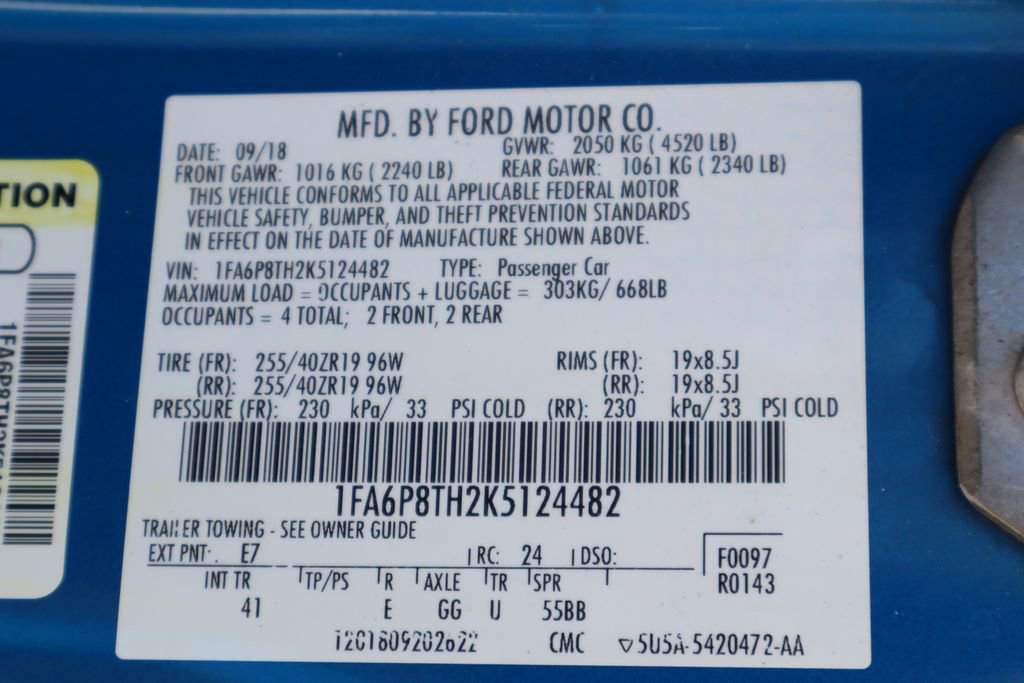 MFD. BY FORD MOTOR CO.
DATE: 09/18 GVWR: 2050 KG ( 4520 LB)
FRONT GAWR: 1016 KG ( 2240 LB) REAR GAWR: 1061 KG ( 2340 LB)
THIS VEHICLE CONFORMS TO ALL APPLICABLE FEDERAL MOTOR
VEHICLE SAFETY, BUMPER, AND THEFT PREVENTION STANDARDS
IN EFFECT ON THE DATE OF MANUFACTURE SHOWN ABOVE.
VIN: 1FA6P8TH2K5124482 TYPE: Passenger Car
MAXIMUM LOAD = OCCUPANTS + LUGGAGE = 303KG/ 668LB
OCCUPANTS = 4 TOTAL; 2 FRONT, 2 REAR
TIRE (FR): 255/40ZR19 96W RIMS (FR): 19x8.5J
(RR): 255/40ZR19 96W (RR): 19x8.5J
PRESSURE (FR): 230 kPa/ 33 PSI COLD (RR): 230 kPa/ 33 PSI COLD
1FA6P8TH2K5124482
TRAILER TOWING - SEE OWNER GUIDE
EXT PNT: E7 RC: 24 DSO: F0097
INT TR TP/PS R AXLE TR SPR R0143
41 E GG U 55BB
CMC ▽5U5A-5420472-AA
TION